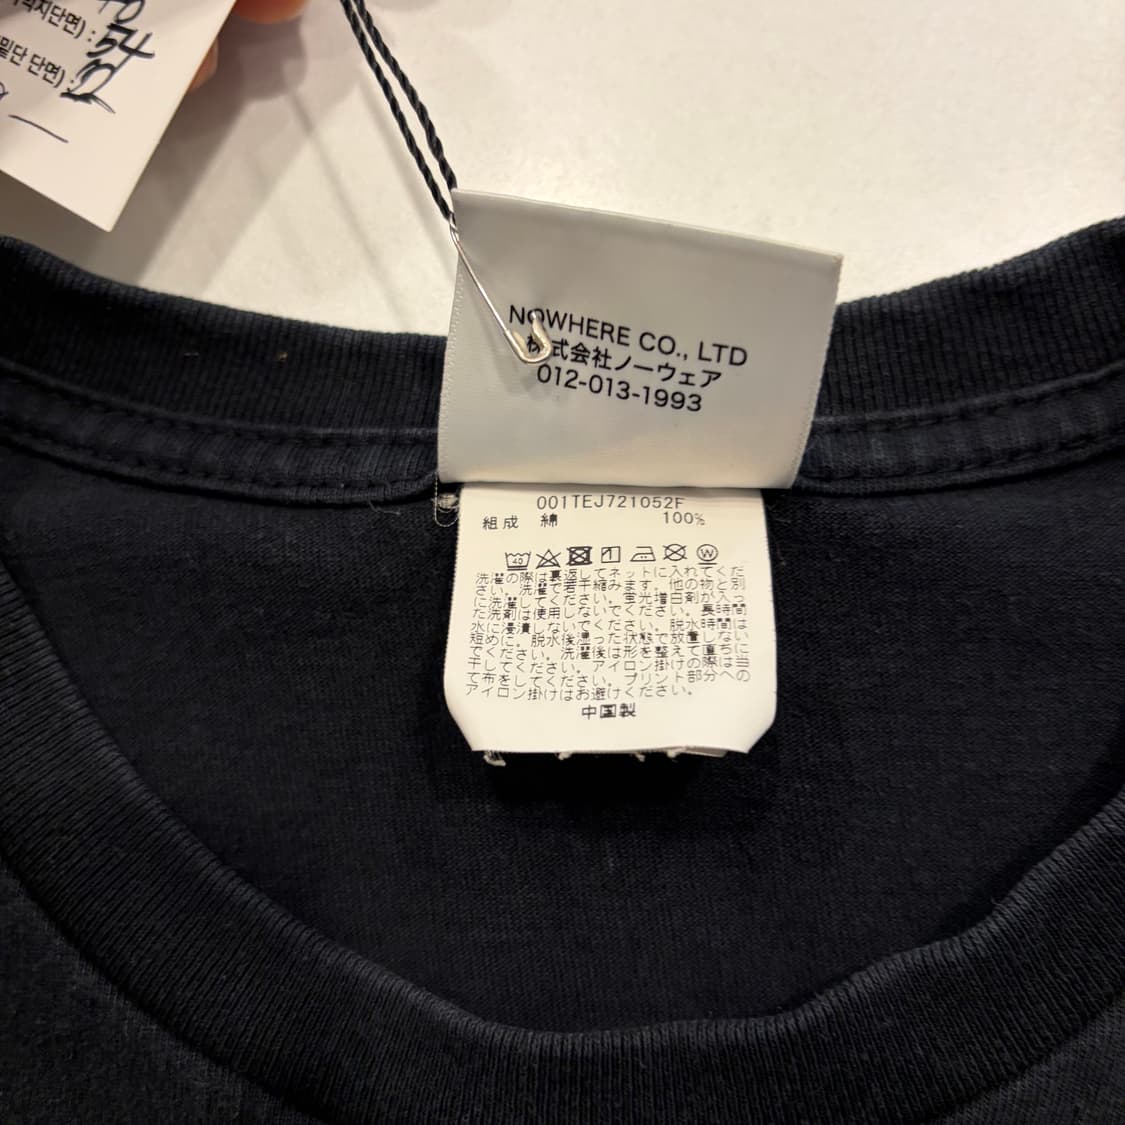 단면) : 54
밑단 단면) :
NOWHERE CO., LTD
株式会社ノーウェア
012-013-1993
001TEJ721052F
組成 綿 100%
40
W
洗濯の際は裏返してネットに入れてくだ
さい。洗濯で若干縮みます。他の物と別
に洗濯してください。蛍光増白剤が入っ
た洗剤は使用しないでください。長時間
水に浸漬しないでください。脱水時間は
短めに。脱水後湿った状態で放置しない
でください。洗濯後は形を整えて直ちに
干してください。アイロン掛けの際は当
て布をしてください。プリント部分への
アイロン掛けはお避けください。
中国製